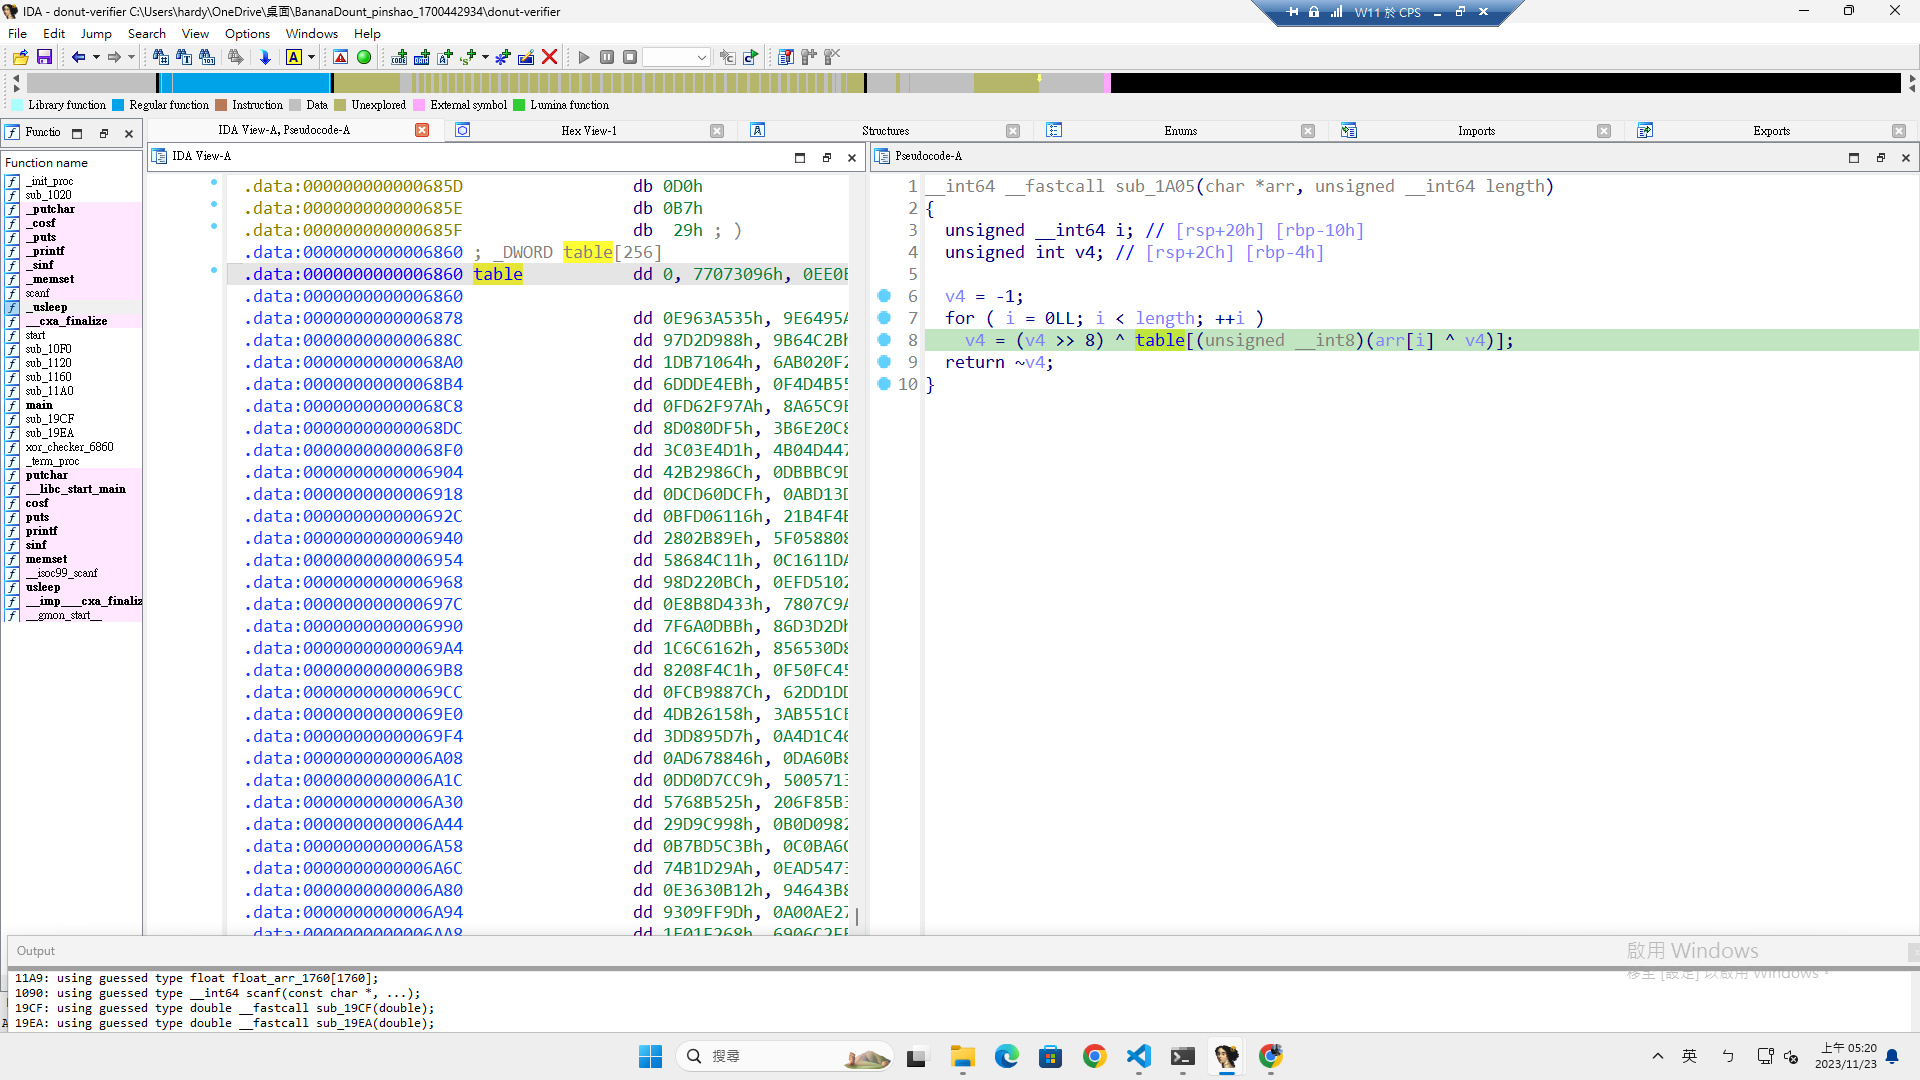 IDA - donut-verifier C:\Users\hardy\OneDrive\桌面\BananaDount_pinshao_1700442934\donut-verifier
W11 於 CPS
File Edit Jump Search View Options Windows Help
Library function Regular function Instruction Data Unexplored External symbol Lumina function
Functio
IDA View-A, Pseudocode-A
Hex View-1
Structures
Enums
Imports
Exports
Function name
_init_proc
sub_1020
_putchar
_cosf
_puts
_printf
_sinf
_memset
scanf
_usleep
__cxa_finalize
start
sub_10F0
sub_1120
sub_1160
sub_11A0
main
sub_19CF
sub_19EA
xor_checker_6860
_term_proc
putchar
__libc_start_main
cosf
puts
printf
sinf
memset
__isoc99_scanf
usleep
__imp___cxa_finaliz
__gmon_start__
IDA View-A
.data:000000000000685D db 0D0h
.data:000000000000685E db 0B7h
.data:000000000000685F db 29h ; )
.data:0000000000006860 ; _DWORD table[256]
.data:0000000000006860 table dd 0, 77073096h, 0EE0E
.data:0000000000006860
.data:0000000000006878 dd 0E963A535h, 9E6495A
.data:000000000000688C dd 97D2D988h, 9B64C2Bh
.data:00000000000068A0 dd 1DB71064h, 6AB020F2
.data:00000000000068B4 dd 6DDDE4EBh, 0F4D4B55
.data:00000000000068C8 dd 0FD62F97Ah, 8A65C9E
.data:00000000000068DC dd 8D080DF5h, 3B6E20C8
.data:00000000000068F0 dd 3C03E4D1h, 4B04D447
.data:0000000000006904 dd 42B2986Ch, 0DBBBC9D
.data:0000000000006918 dd 0DCD60DCFh, 0ABD13D
.data:000000000000692C dd 0BFD06116h, 21B4F4B
.data:0000000000006940 dd 2802B89Eh, 5F058808
.data:0000000000006954 dd 58684C11h, 0C1611DA
.data:0000000000006968 dd 98D220BCh, 0EFD5102
.data:000000000000697C dd 0E8B8D433h, 7807C9A
.data:0000000000006990 dd 7F6A0DBBh, 86D3D2Dh
.data:00000000000069A4 dd 1C6C6162h, 856530D8
.data:00000000000069B8 dd 8208F4C1h, 0F50FC45
.data:00000000000069CC dd 0FCB9887Ch, 62DD1DD
.data:00000000000069E0 dd 4DB26158h, 3AB551CE
.data:00000000000069F4 dd 3DD895D7h, 0A4D1C46
.data:0000000000006A08 dd 0AD678846h, 0DA60B8
.data:0000000000006A1C dd 0DD0D7CC9h, 5005713
.data:0000000000006A30 dd 5768B525h, 206F85B3
.data:0000000000006A44 dd 29D9C998h, 0B0D0982
.data:0000000000006A58 dd 0B7BD5C3Bh, 0C0BA6C
.data:0000000000006A6C dd 74B1D29Ah, 0EAD5473
.data:0000000000006A80 dd 0E3630B12h, 94643B8
.data:0000000000006A94 dd 9309FF9Dh, 0A00AE27
.data:0000000000006AA8 dd 1E01F268h, 6906C2FE
Pseudocode-A
1 __int64 __fastcall sub_1A05(char *arr, unsigned __int64 length)
2 {
3 unsigned __int64 i; // [rsp+20h] [rbp-10h]
4 unsigned int v4; // [rsp+2Ch] [rbp-4h]
5
6 v4 = -1;
7 for ( i = 0LL; i < length; ++i )
8 v4 = (v4 >> 8) ^ table[(unsigned __int8)(arr[i] ^ v4)];
9 return ~v4;
10 }
Output
啟用 Windows
移至 [設定] 以啟用 Windows。
11A9: using guessed type float float_arr_1760[1760];
1090: using guessed type __int64 scanf(const char *, ...);
19CF: using guessed type double __fastcall sub_19CF(double);
19EA: using guessed type double __fastcall sub_19EA(double);
搜尋
英
ㄅ
上午 05:20
2023/11/23